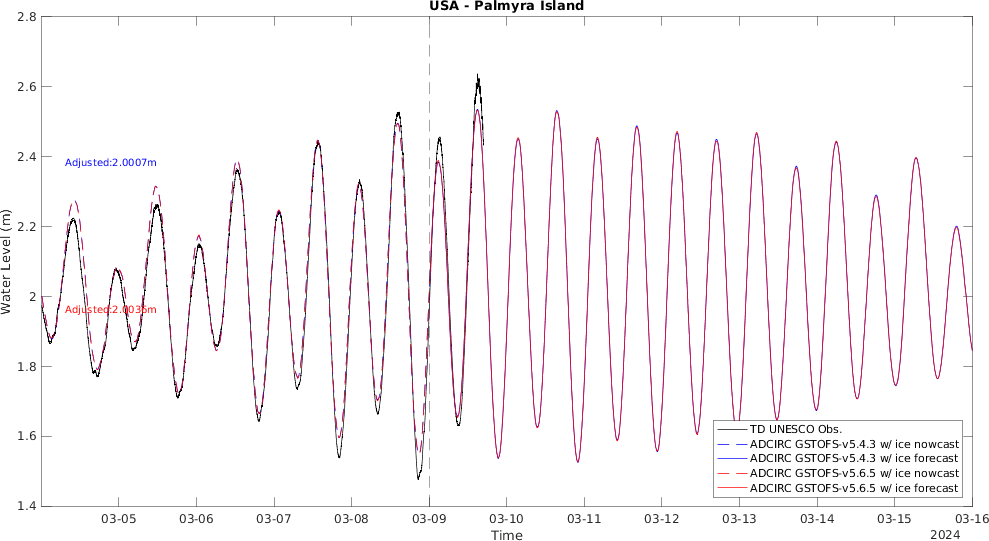 USA - Palmyra Island
2.8
2.6
2.4
2.2
2
1.8
1.6
1.4
Water Level (m)
Adjusted:2.0007m
Adjusted:2.0036m
TD UNESCO Obs.
ADCIRC GSTOFS-v5.4.3 w/ ice nowcast
ADCIRC GSTOFS-v5.4.3 w/ ice forecast
ADCIRC GSTOFS-v5.6.5 w/ ice nowcast
ADCIRC GSTOFS-v5.6.5 w/ ice forecast
03-05 03-06 03-07 03-08 03-09 03-10 03-11 03-12 03-13 03-14 03-15 03-16
Time
2024